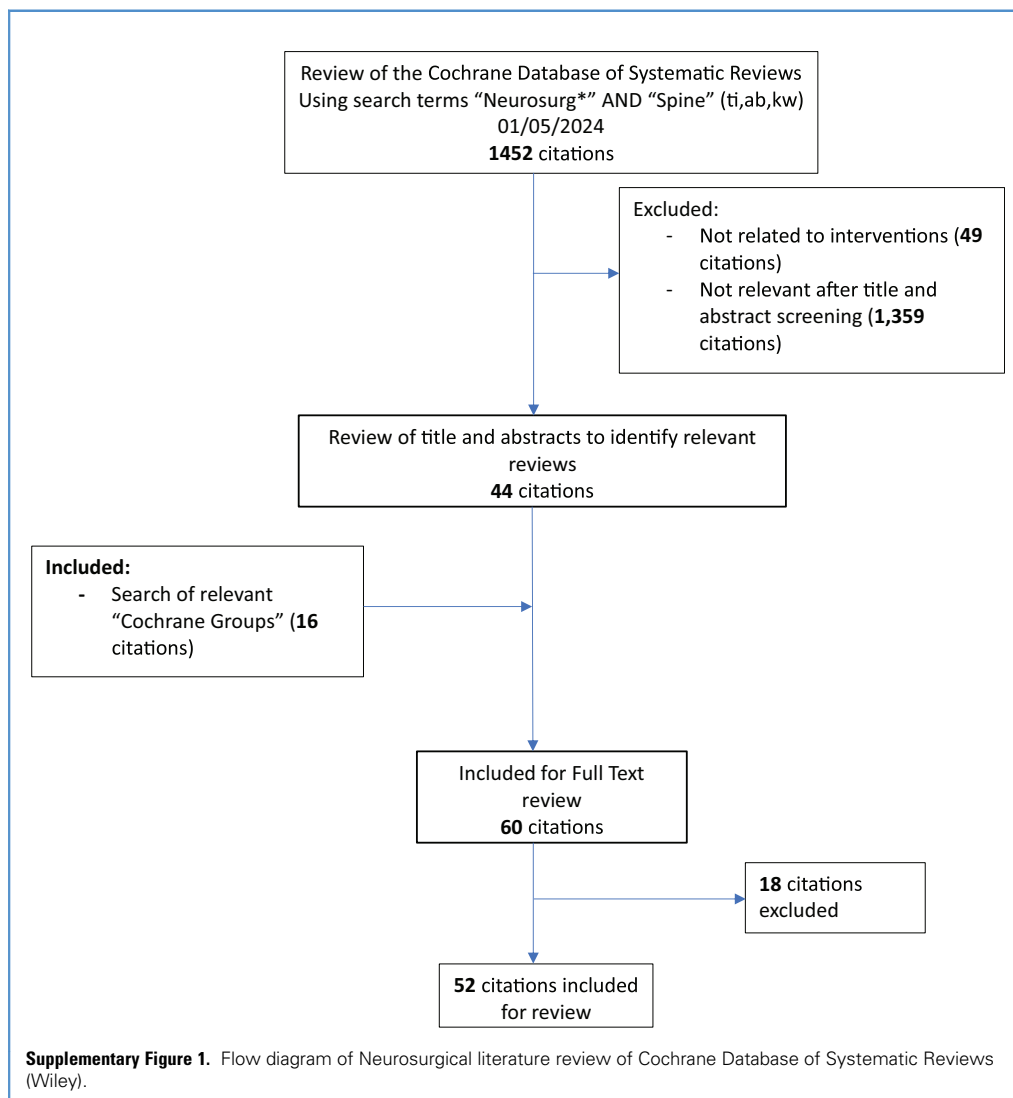 Review of the Cochrane Database of Systematic Reviews
Using search terms “Neurosurg*” AND “Spine” (ti,ab,kw)
01/05/2024
1452 citations
Excluded:
- Not related to interventions (49
citations)
- Not relevant after title and
abstract screening (1,359
citations)
Review of title and abstracts to identify relevant
reviews
44 citations
Included:
- Search of relevant
“Cochrane Groups” (16
citations)
Included for Full Text
review
60 citations
18 citations
excluded
52 citations included
for review
Supplementary Figure 1. Flow diagram of Neurosurgical literature review of Cochrane Database of Systematic Reviews
(Wiley).